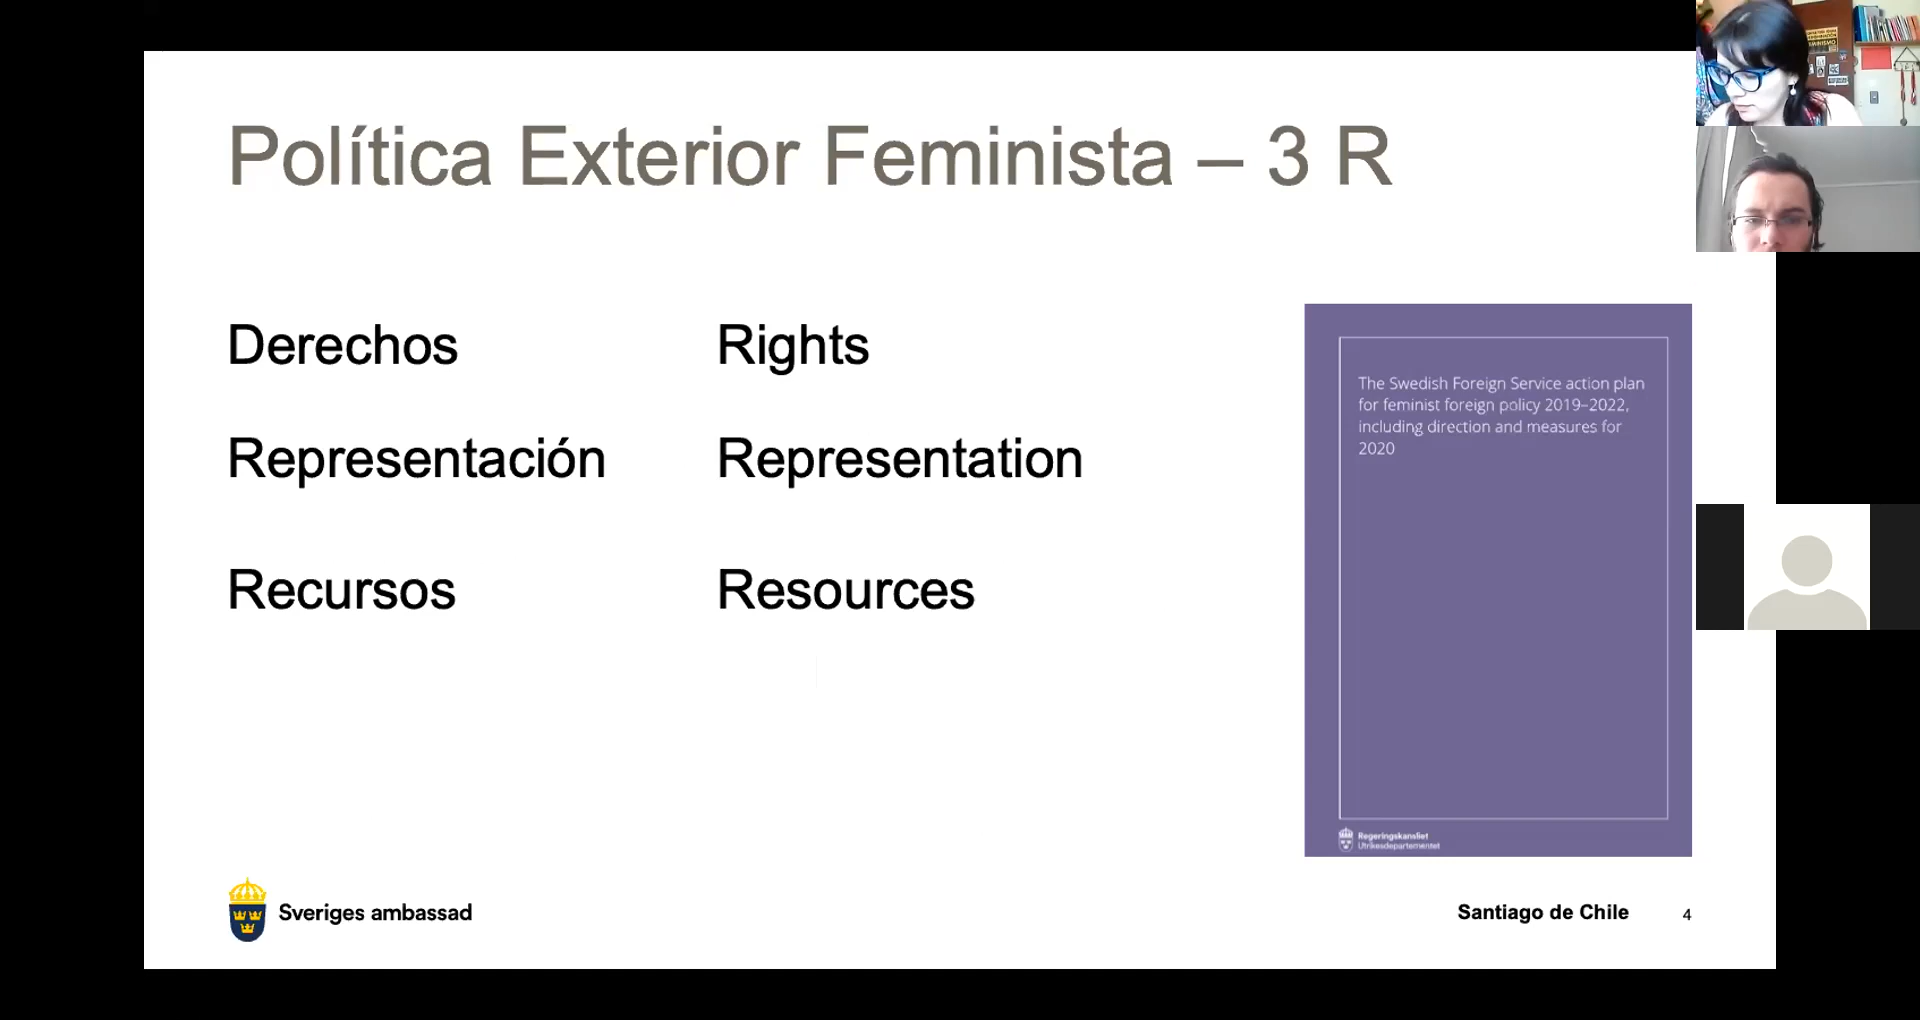 Política Exterior Feminista – 3 R
Derechos
Rights
Representación
Representation
Recursos
Resources
The Swedish Foreign Service action plan
for feminist foreign policy 2019–2022,
including direction and measures for
2020
Regeringskansliet
Utrikesdepartementet
Sveriges ambassad
Santiago de Chile
4